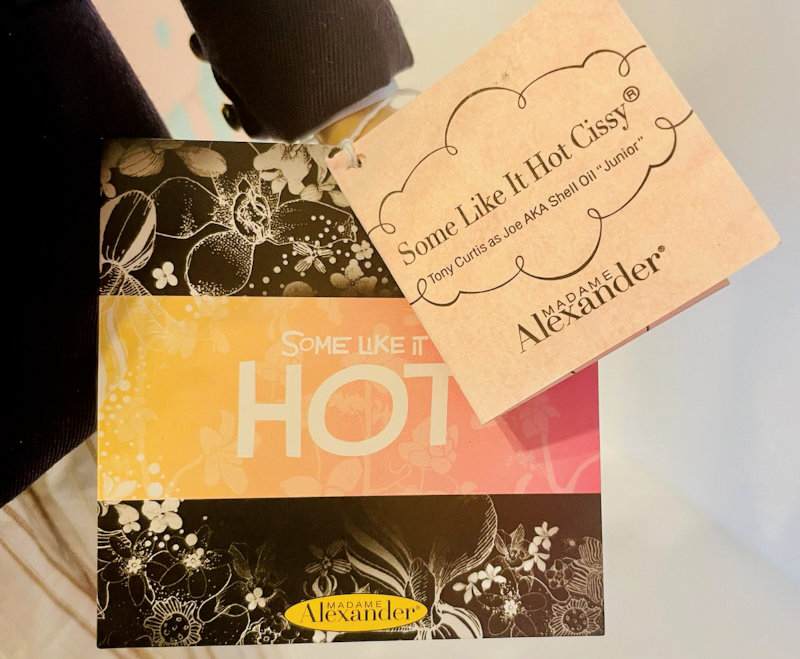 Some Like It Hot Cissy®
Tony Curtis as Joe AKA Shell Oil "Junior"
MADAME
Alexander®
SOME LIKE IT
HOT
MADAME
Alexander®